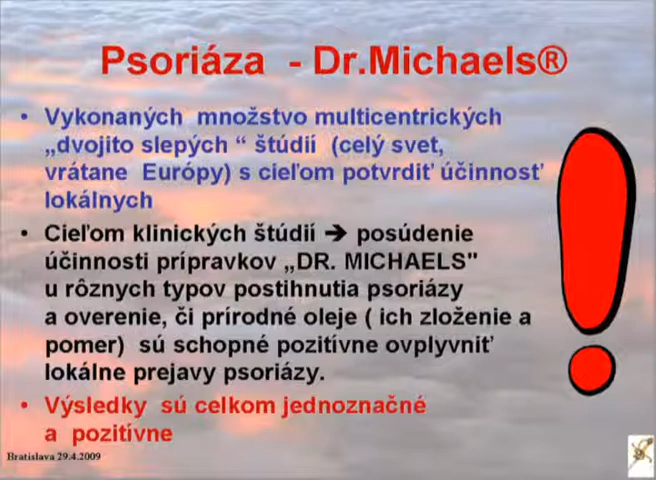 Psoriáza - Dr.Michaels®
• Vykonaných množstvo multicentrických
„dvojito slepých “ štúdií (celý svet,
vrátane Európy) s cieľom potvrdiť účinnosť
lokálnych
• Cieľom klinických štúdií ➔ posúdenie
účinnosti prípravkov „DR. MICHAELS"
u rôznych typov postihnutia psoriázy
a overenie, či prírodné oleje ( ich zloženie a
pomer) sú schopné pozitívne ovplyvniť
lokálne prejavy psoriázy.
• Výsledky sú celkom jednoznačné
a pozitívne
Bratislava 29.4.2009